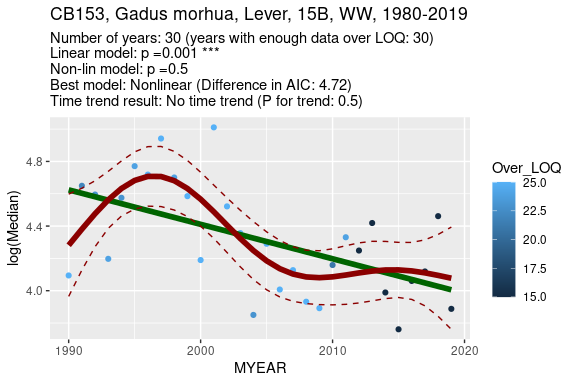 CB153, Gadus morhua, Lever, 15B, WW, 1980-2019
Number of years: 30 (years with enough data over LOQ: 30)
Linear model: p =0.001 ***
Non-lin model: p =0.5
Best model: Nonlinear (Difference in AIC: 4.72)
Time trend result: No time trend (P for trend: 0.5)
log(Median)
4.8
4.4
4.0
1990
2000
2010
2020
MYEAR
Over_LOQ
25.0
22.5
20.0
17.5
15.0